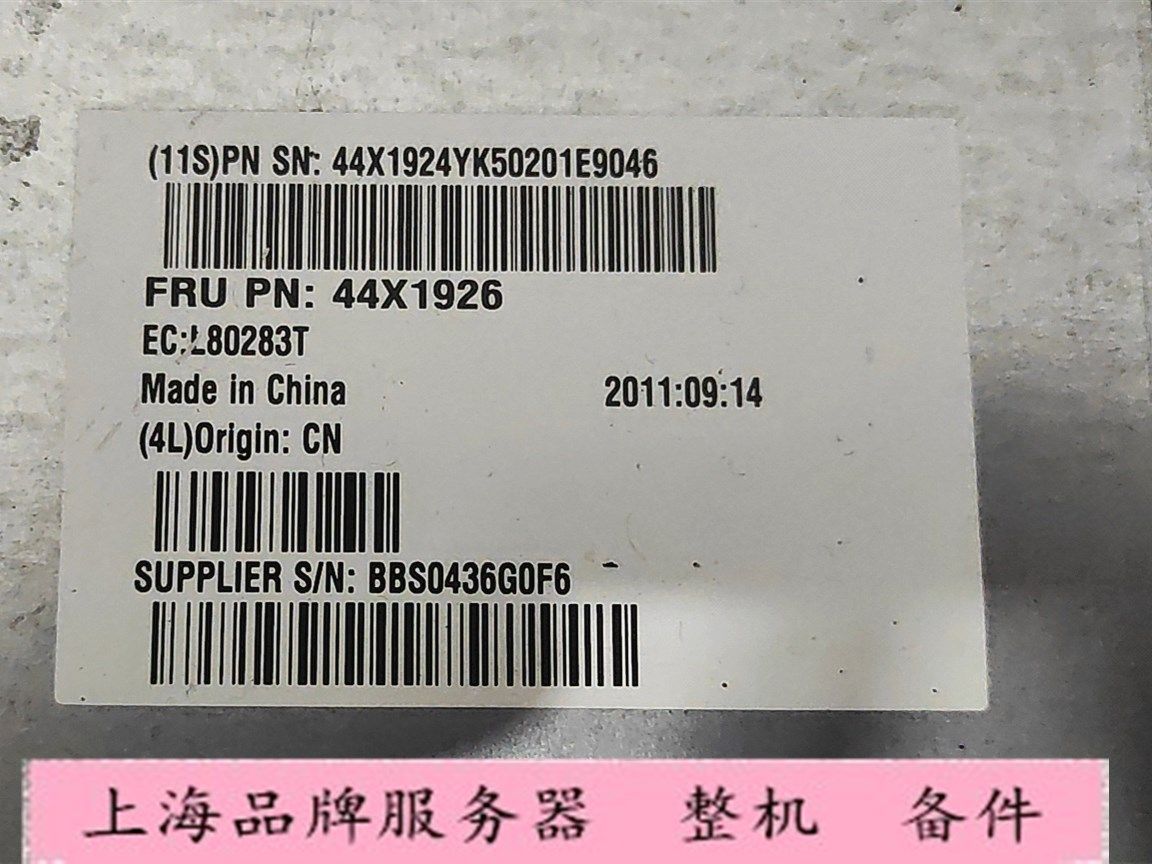 (11S)PN SN: 44X1924YK50201E9046
FRU PN: 44X1926
EC:L80283T
Made in China 2011:09:14
(4L)Origin: CN
SUPPLIER S/N: BBS0436G0F6
上海品牌服务器 整机 备件